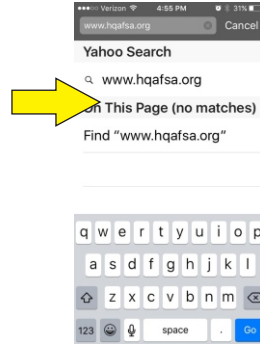 Verizon 4:55 PM 31%
www.hqafsa.org Cancel
Yahoo Search
www.hqafsa.org
On This Page (no matches)
Find “www.hqafsa.org”
q w e r t y u i o p
a s d f g h j k l
z x c v b n m
123 space . Go